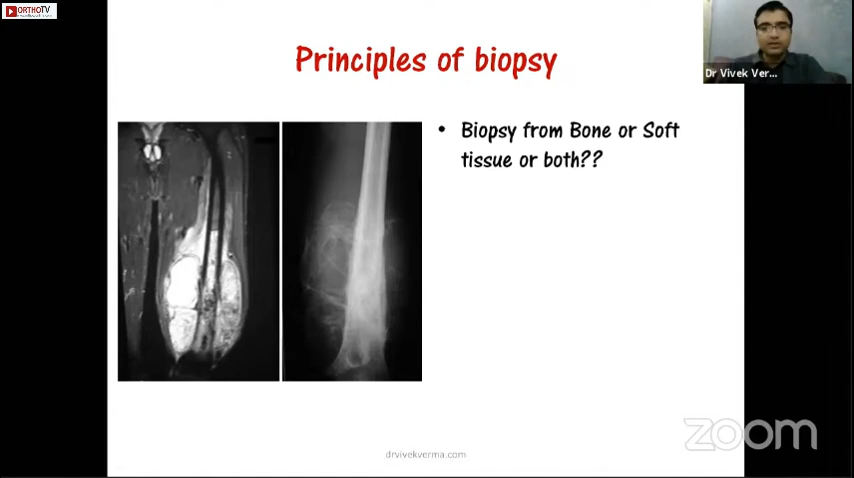 ORTHOTV
Principles of biopsy
Dr Vivek Ver...
• Biopsy from Bone or Soft
tissue or both??
zoom
drvivekverma.com